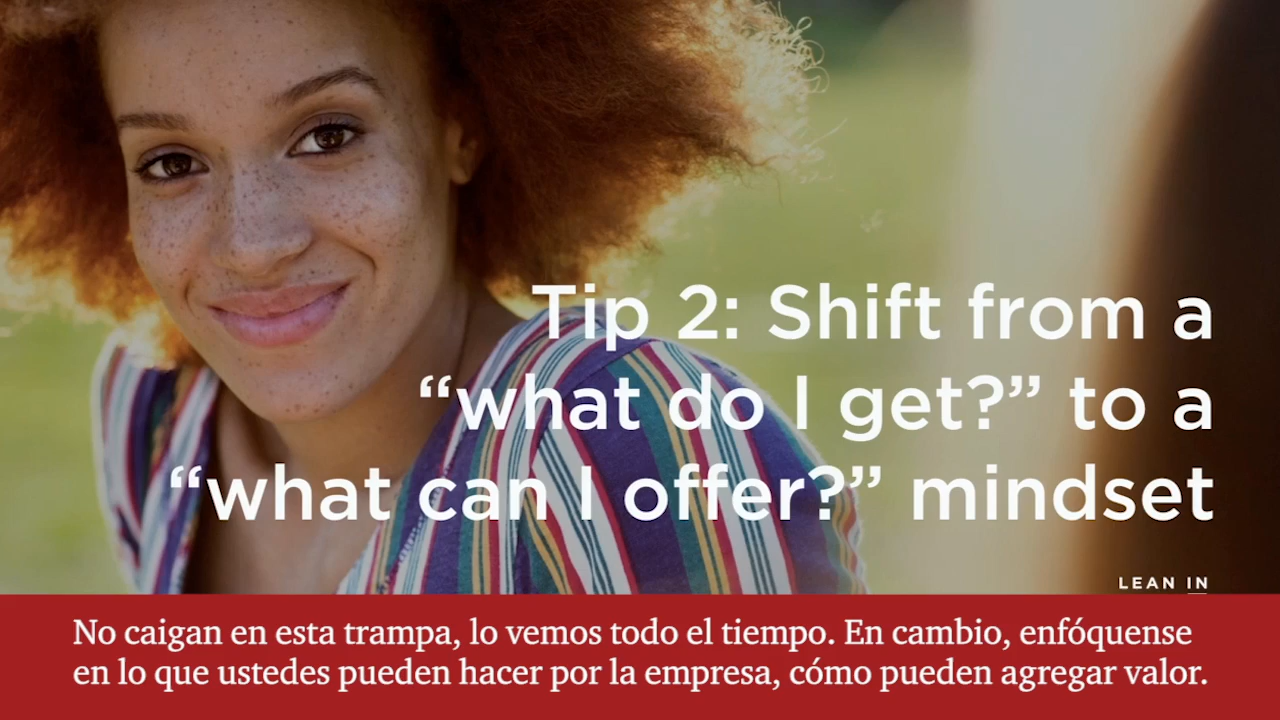 Tip 2: Shift from a
“what do I get?” to a
“what can I offer?” mindset
LEAN IN
No caigan en esta trampa, lo vemos todo el tiempo. En cambio, enfóquense
en lo que ustedes pueden hacer por la empresa, cómo pueden agregar valor.